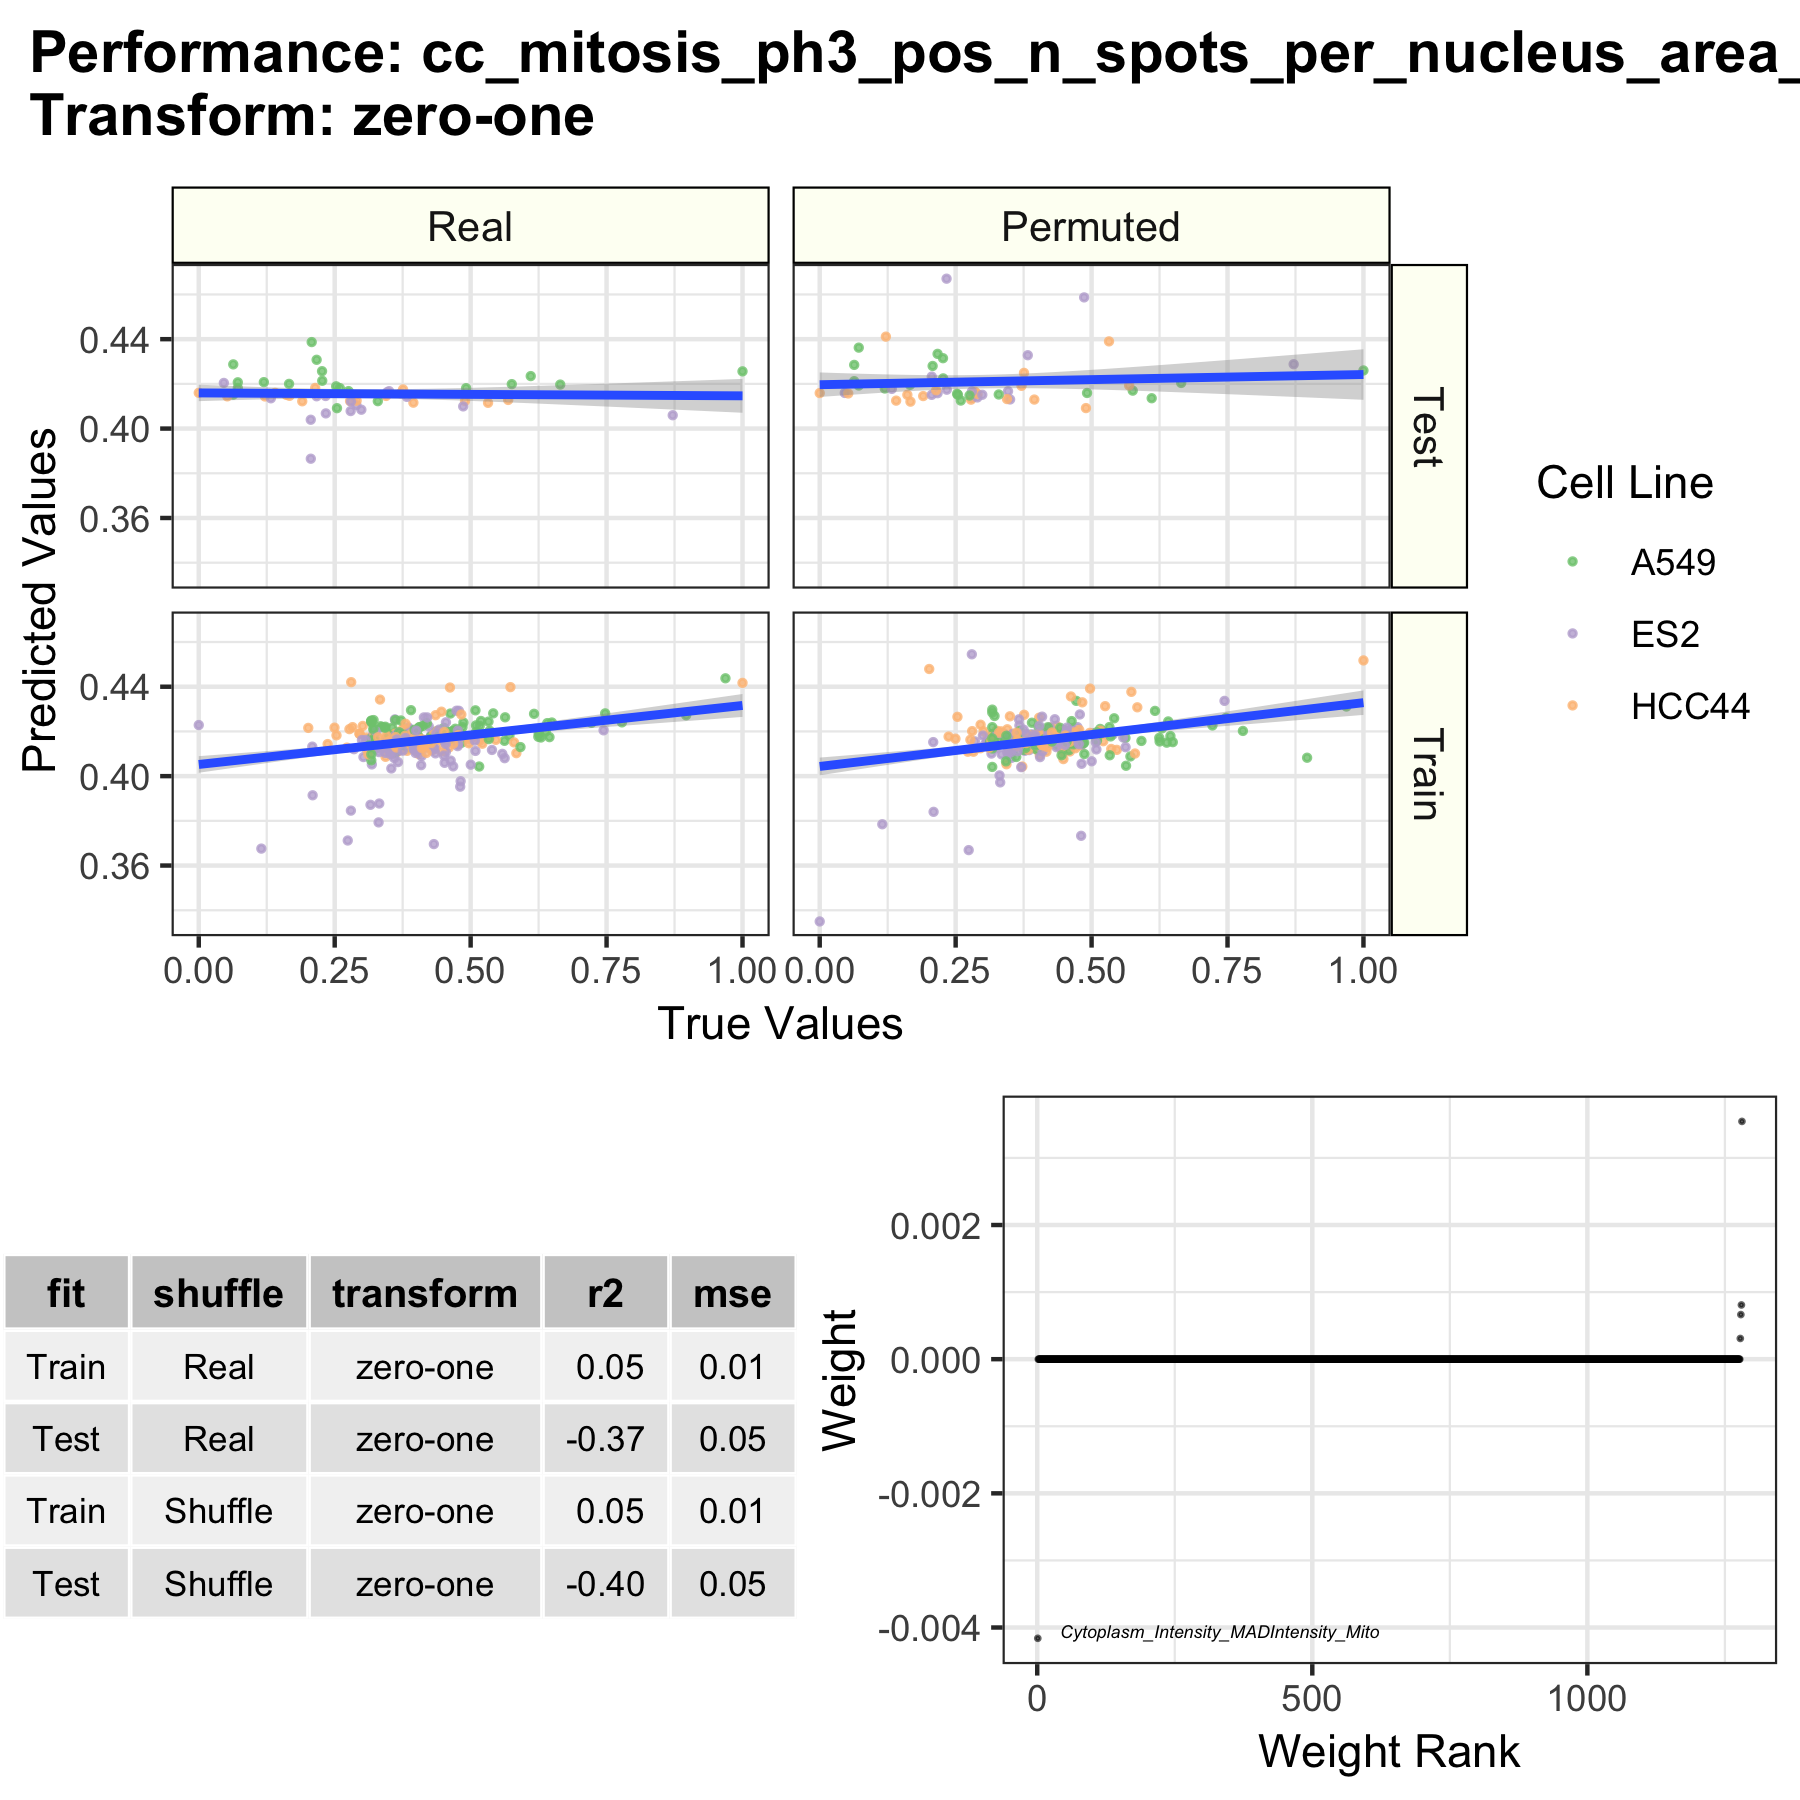 Performance: cc_mitosis_ph3_pos_n_spots_per_nucleus_area_
Transform: zero-one
Real
Permuted
0.44
0.40
0.36
Test
0.44
0.40
0.36
Train
Predicted Values
0.00 0.25 0.50 0.75 1.00 0.00 0.25 0.50 0.75 1.00
True Values
Cell Line
A549
ES2
HCC44
fit shuffle transform r2 mse
Train Real zero-one 0.05 0.01
Test Real zero-one -0.37 0.05
Train Shuffle zero-one 0.05 0.01
Test Shuffle zero-one -0.40 0.05
Weight
0.002
0.000
-0.002
-0.004
Cytoplasm_Intensity_MADIntensity_Mito
0 500 1000
Weight Rank